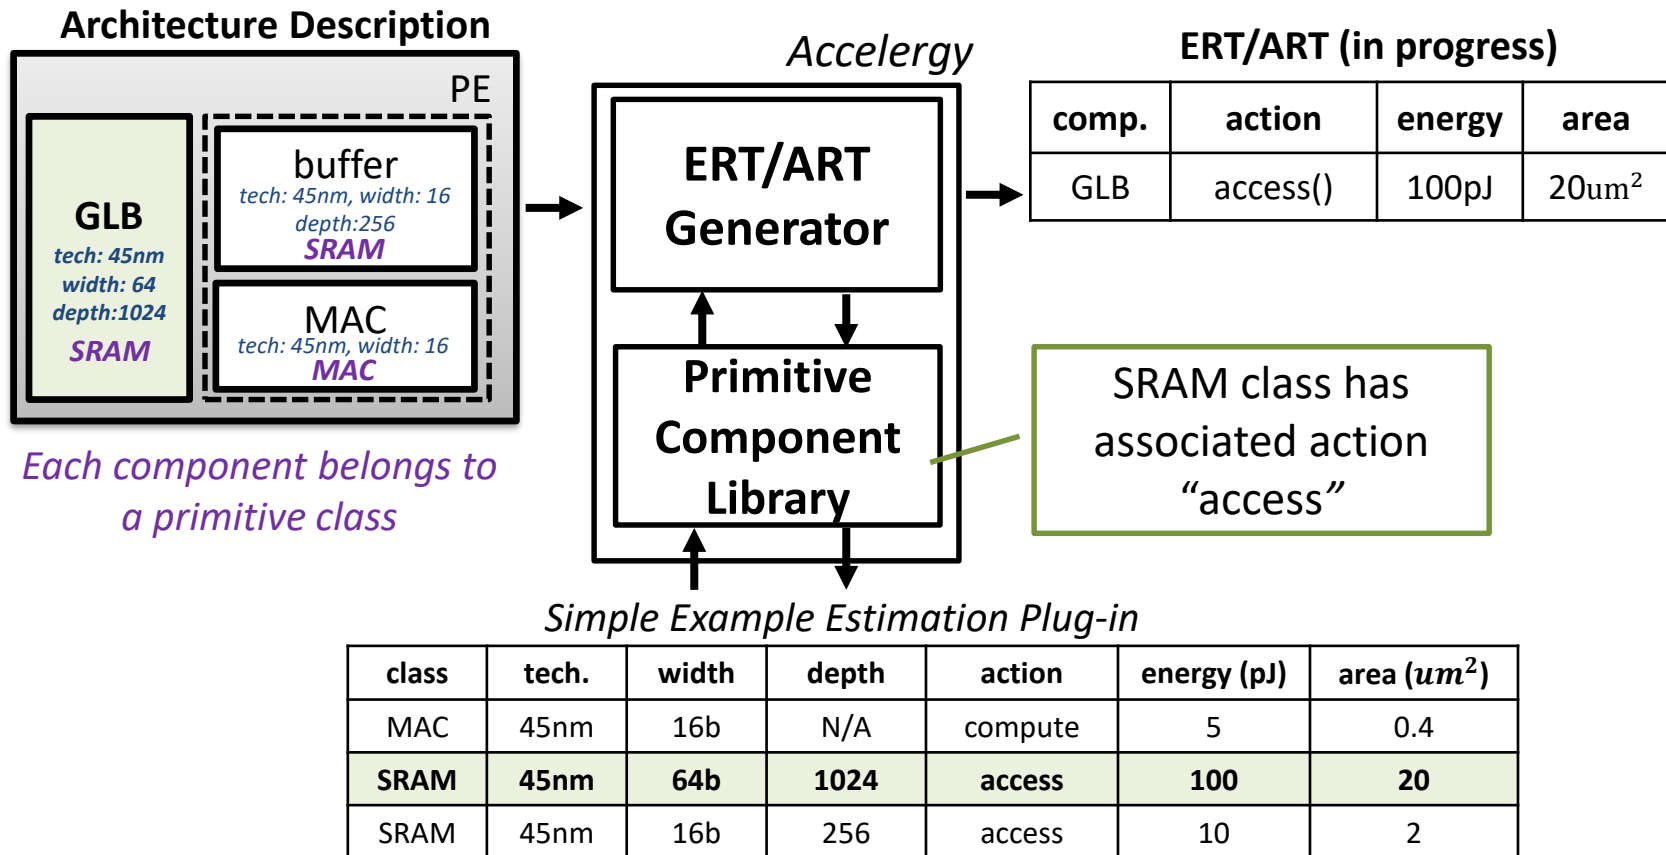 Architecture Description
PE
GLB
tech: 45nm
width: 64
depth:1024
SRAM
buffer
tech: 45nm, width: 16
depth:256
SRAM
MAC
tech: 45nm, width: 16
MAC
Each component belongs to
a primitive class
Accelergy
ERT/ART
Generator
Primitive
Component
Library
ERT/ART (in progress)
comp. action energy area
GLB access() 100pJ 20um²
SRAM class has
associated action
“access”
Simple Example Estimation Plug-in
class tech. width depth action energy (pJ) area (um²)
MAC 45nm 16b N/A compute 5 0.4
SRAM 45nm 64b 1024 access 100 20
SRAM 45nm 16b 256 access 10 2